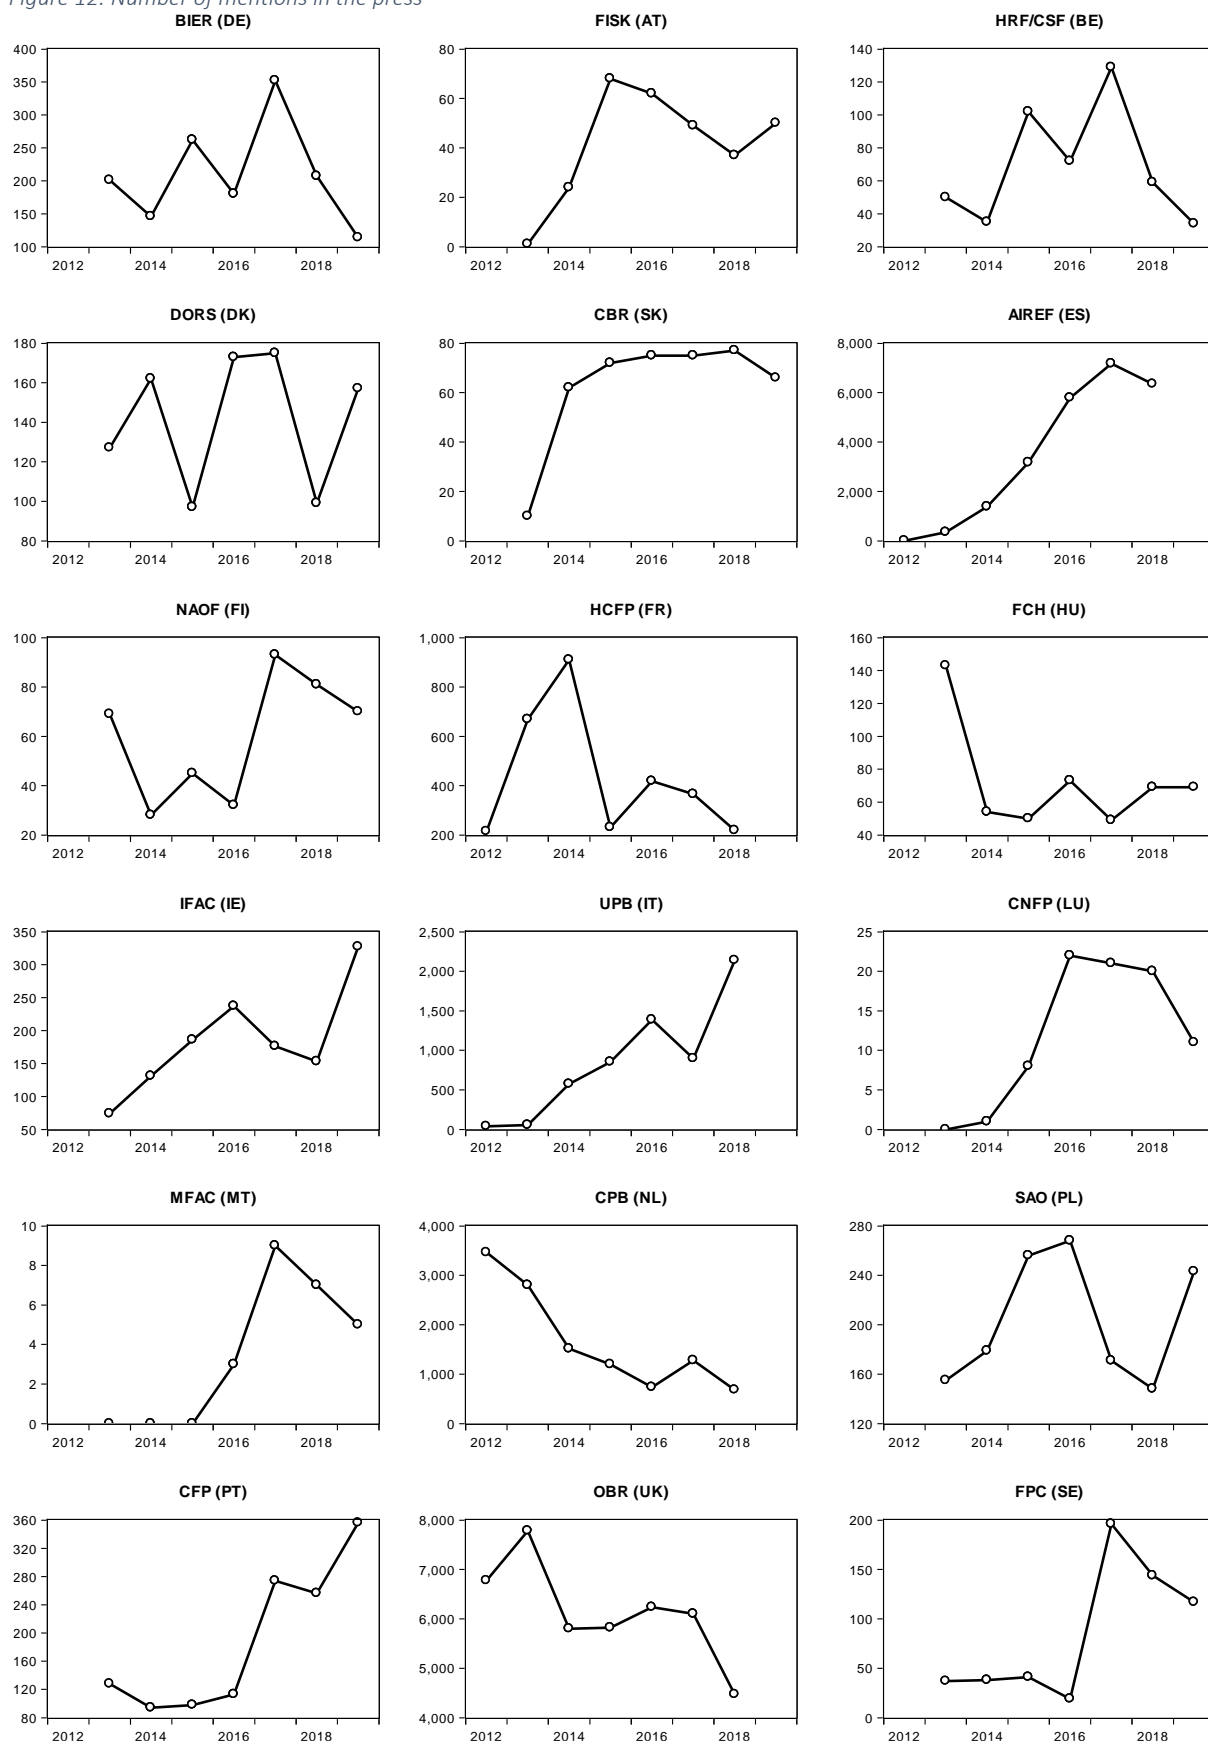 Figure 12: Number of mentions in the press
BIER (DE) FISK (AT) HRF/CSF (BE)
400 80 140
350 120
300 60 100
250 40 80
200 60
150 20 40
100 0 20
2012 2014 2016 2018 2012 2014 2016 2018 2012 2014 2016 2018
DORS (DK) CBR (SK) AIREF (ES)
180 80 8,000
160 60 6,000
140
120 40 4,000
100 20 2,000
80 0 0
2012 2014 2016 2018 2012 2014 2016 2018 2012 2014 2016 2018
NAOF (FI) HCFP (FR) FCH (HU)
100 1,000 160
140
80 800 120
60 600 100
80
40 400 60
20 200 40
2012 2014 2016 2018 2012 2014 2016 2018 2012 2014 2016 2018
IFAC (IE) UPB (IT) CNFP (LU)
350 2,500 25
300 2,000 20
250 1,500 15
200
150 1,000 10
100 500 5
50 0 0
2012 2014 2016 2018 2012 2014 2016 2018 2012 2014 2016 2018
MFAC (MT) CPB (NL) SAO (PL)
10 4,000 280
8 3,000 240
6
4 2,000 200
2 1,000 160
0 0 120
2012 2014 2016 2018 2012 2014 2016 2018 2012 2014 2016 2018
CFP (PT) OBR (UK) FPC (SE)
360 8,000 200
320
280 7,000 150
240 6,000 100
200
160 5,000 50
120
80 4,000 0
2012 2014 2016 2018 2012 2014 2016 2018 2012 2014 2016 2018